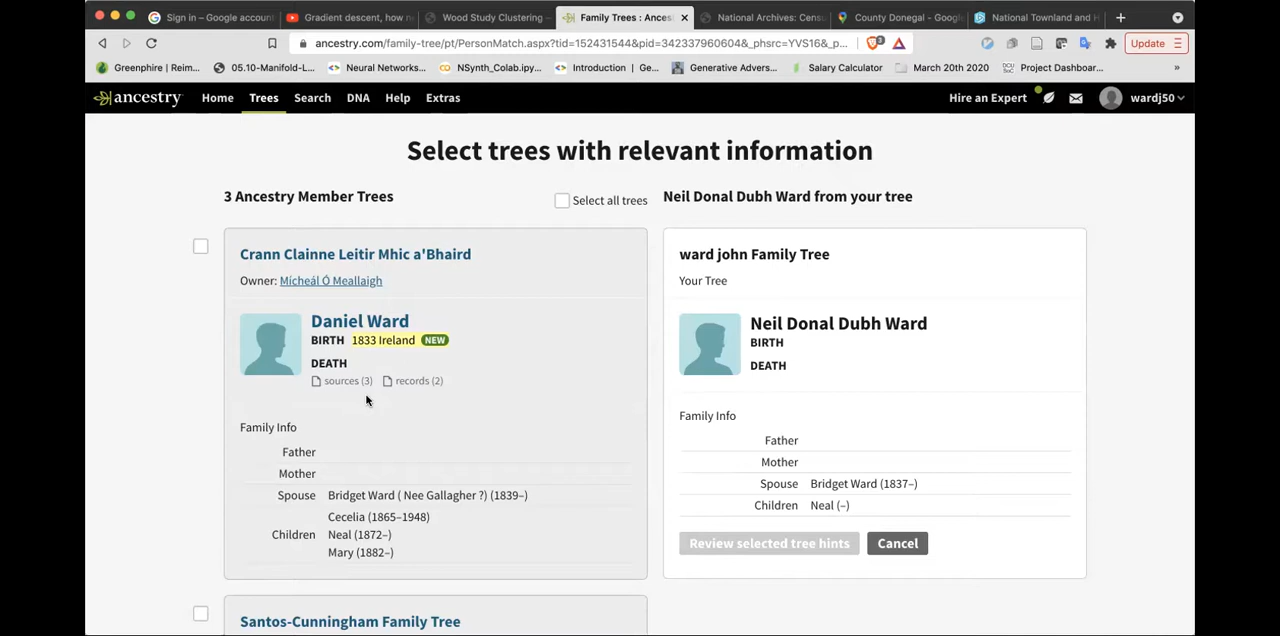 Sign in – Google accoun
Gradient descent, how n
Wood Study Clustering –
Family Trees : Ances
National Archives: Cens
County Donegal - Googl
National Townland and H
ancestry.com/family-tree/pt/PersonMatch.aspx?tid=152431544&pid=342337960604&_phsrc=YVS16&_p...
3
Update
Greenphire | Reim...
05.10-Manifold-L...
Neural Networks...
NSynth_Colab.ipy...
Introduction | Ge...
Generative Advers...
Salary Calculator
March 20th 2020
Project Dashboar...
»
ancestry
Home
Trees
Search
DNA
Help
Extras
Hire an Expert
wardj50
Select trees with relevant information
3 Ancestry Member Trees
Select all trees
Neil Donal Dubh Ward from your tree
Crann Clainne Leitir Mhic a'Bhaird
Owner: Mícheál Ó Meallaigh
Daniel Ward
BIRTH 1833 Ireland NEW
DEATH
sources (3) records (2)
Family Info
Father
Mother
Spouse Bridget Ward ( Nee Gallagher ?) (1839–)
Cecelia (1865–1948)
Children Neal (1872–)
Mary (1882–)
ward john Family Tree
Your Tree
Neil Donal Dubh Ward
BIRTH
DEATH
Family Info
Father
Mother
Spouse Bridget Ward (1837–)
Children Neal (–)
Review selected tree hints Cancel
Santos-Cunningham Family Tree